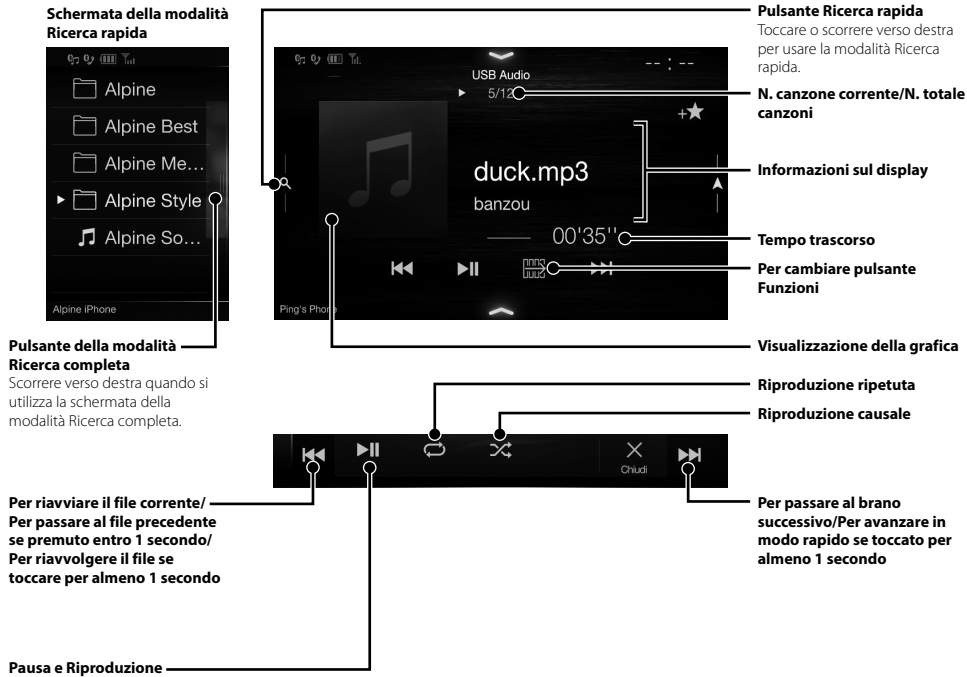 Schermata della modalità
Ricerca rapida
Alpine
Alpine Best
Alpine Me...
Alpine Style
Alpine So...
Alpine iPhone
Pulsante della modalità
Ricerca completa
Scorrere verso destra quando si
utilizza la schermata della
modalità Ricerca completa.
USB Audio
5/12
-- : --
duck.mp3
banzou
00'35''
Ping's Phone
Pulsante Ricerca rapida
Toccare o scorrere verso destra
per usare la modalità Ricerca
rapida.
N. canzone corrente/N. totale
canzoni
Informazioni sul display
Tempo trascorso
Per cambiare pulsante
Funzioni
Visualizzazione della grafica
Riproduzione ripetuta
Riproduzione causale
Chiudi
Per riavviare il file corrente/
Per passare al file precedente
se premuto entro 1 secondo/
Per riavvolgere il file se
toccare per almeno 1 secondo
Per passare al brano
successivo/Per avanzare in
modo rapido se toccato per
almeno 1 secondo
Pausa e Riproduzione